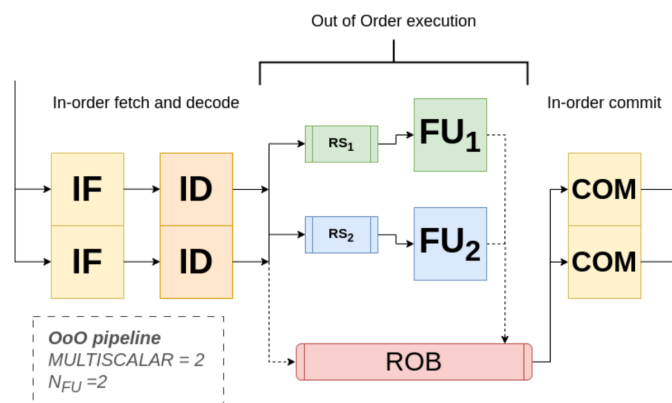 Out of Order execution
In-order fetch and decode
In-order commit
RS1
FU1
IF
ID
COM
RS2
FU2
IF
ID
COM
OoO pipeline
MULTISCALAR = 2
NFU =2
ROB